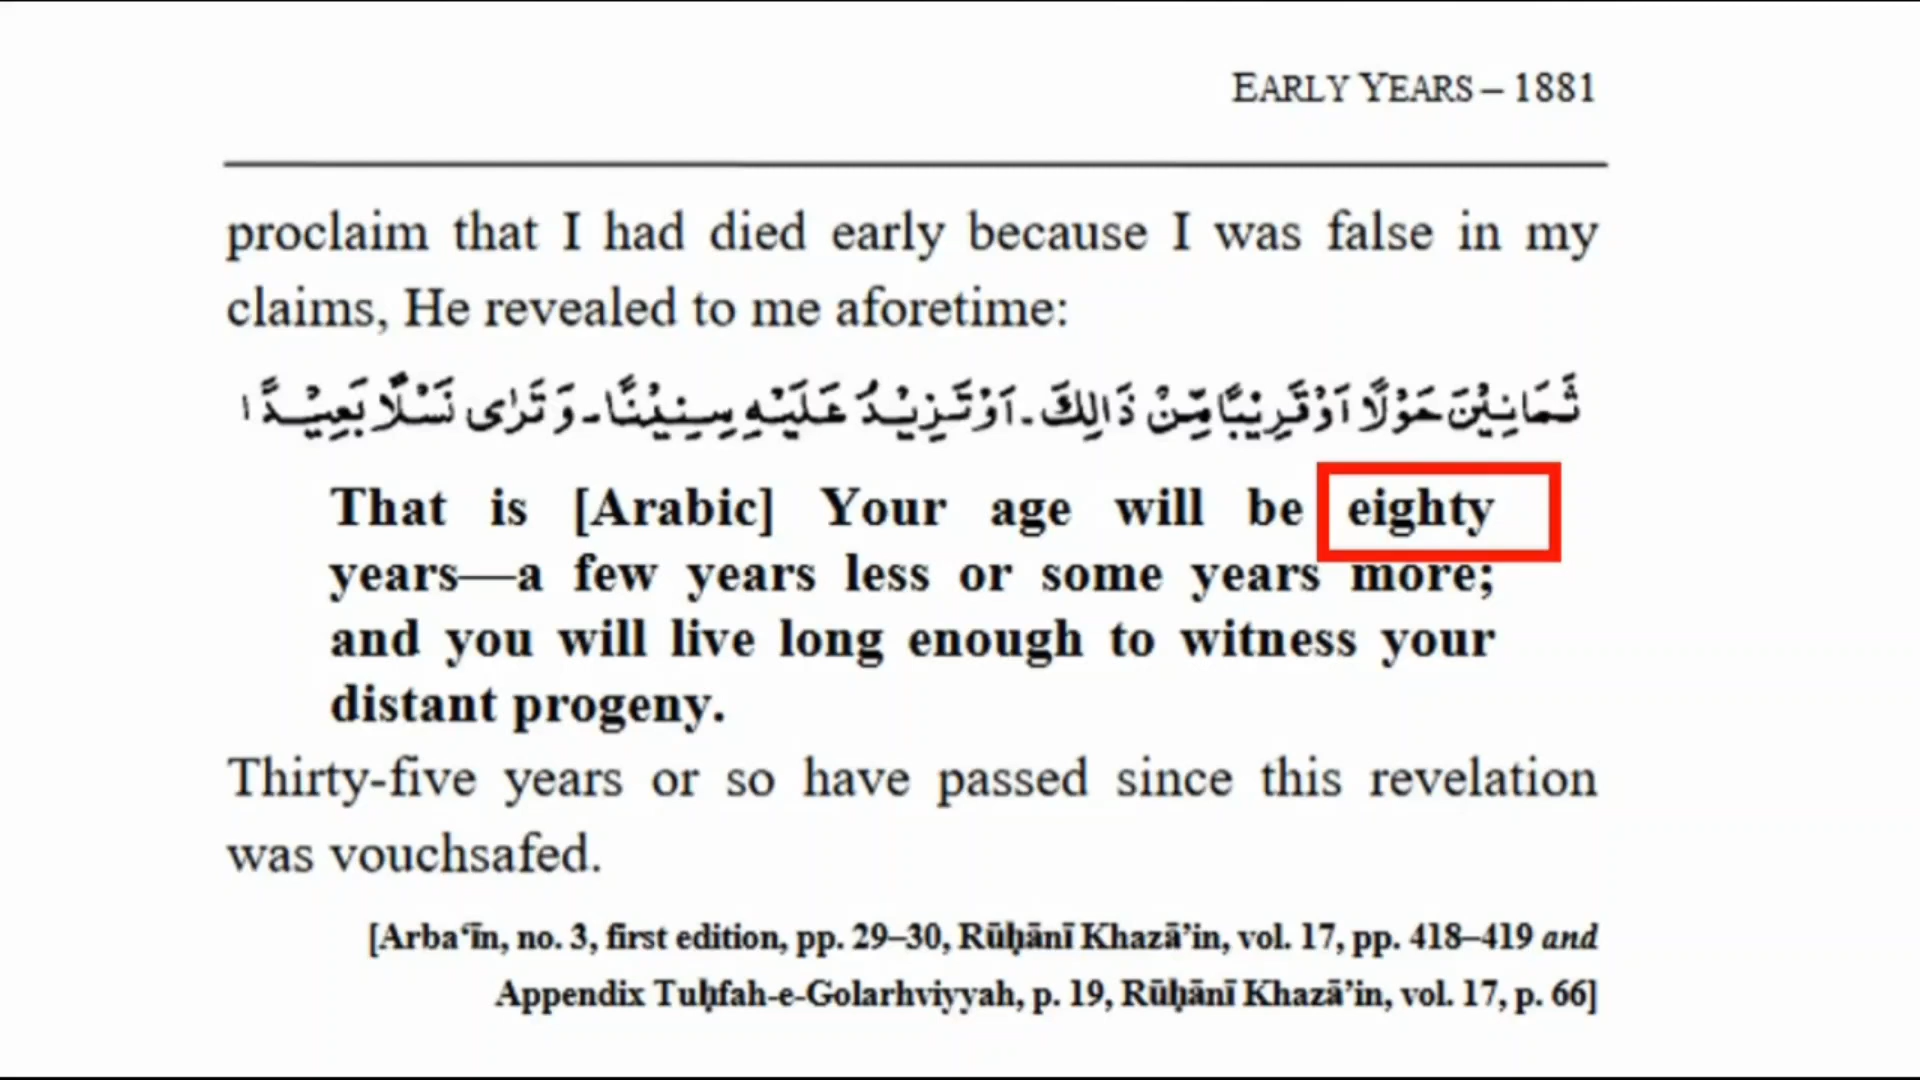 EARLY YEARS – 1881
proclaim that I had died early because I was false in my
claims, He revealed to me aforetime:
ثَمَانِيْنَ حَوْلًا اَوْ قَرِيْبًا مِّنْ ذَالِكَ۔ اَوْ تَزِيْدُ عَلَيْهِ سِنِيْنًا۔ وَ تَرٰى نَسْلًا بَعِيْدًا ا
That is [Arabic] Your age will be eighty
years—a few years less or some years more;
and you will live long enough to witness your
distant progeny.
Thirty-five years or so have passed since this revelation
was vouchsafed.
[Arba‘īn, no. 3, first edition, pp. 29–30, Rūḥānī Khazā’in, vol. 17, pp. 418–419 and
Appendix Tuḥfah-e-Golarhviyyah, p. 19, Rūḥānī Khazā’in, vol. 17, p. 66]